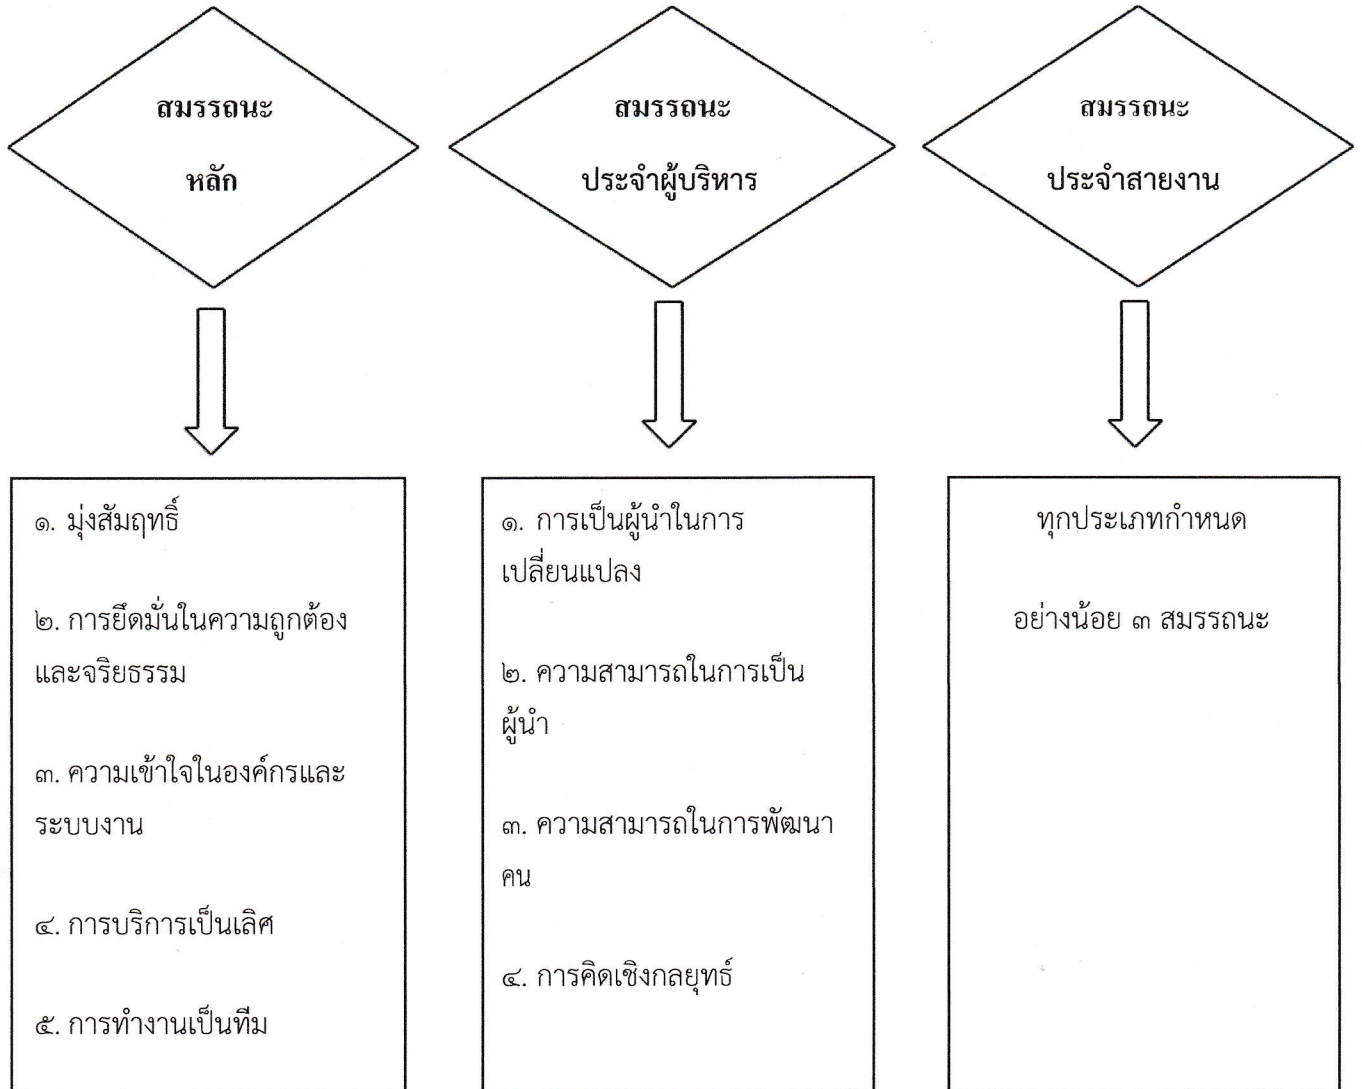 สมรรถนะ
หลัก
สมรรถนะ
ประจำผู้บริหาร
สมรรถนะ
ประจำสายงาน
๑. มุ่งสัมฤทธิ์
๒. การยึดมั่นในความถูกต้อง
และจริยธรรม
๓. ความเข้าใจในองค์กรและ
ระบบงาน
๔. การบริการเป็นเลิศ
๕. การทำงานเป็นทีม
๑. การเป็นผู้นำในการ
เปลี่ยนแปลง
๒. ความสามารถในการเป็น
ผู้นำ
๓. ความสามารถในการพัฒนา
คน
๔. การคิดเชิงกลยุทธ์
ทุกประเภทกำหนด
อย่างน้อย ๓ สมรรถนะ